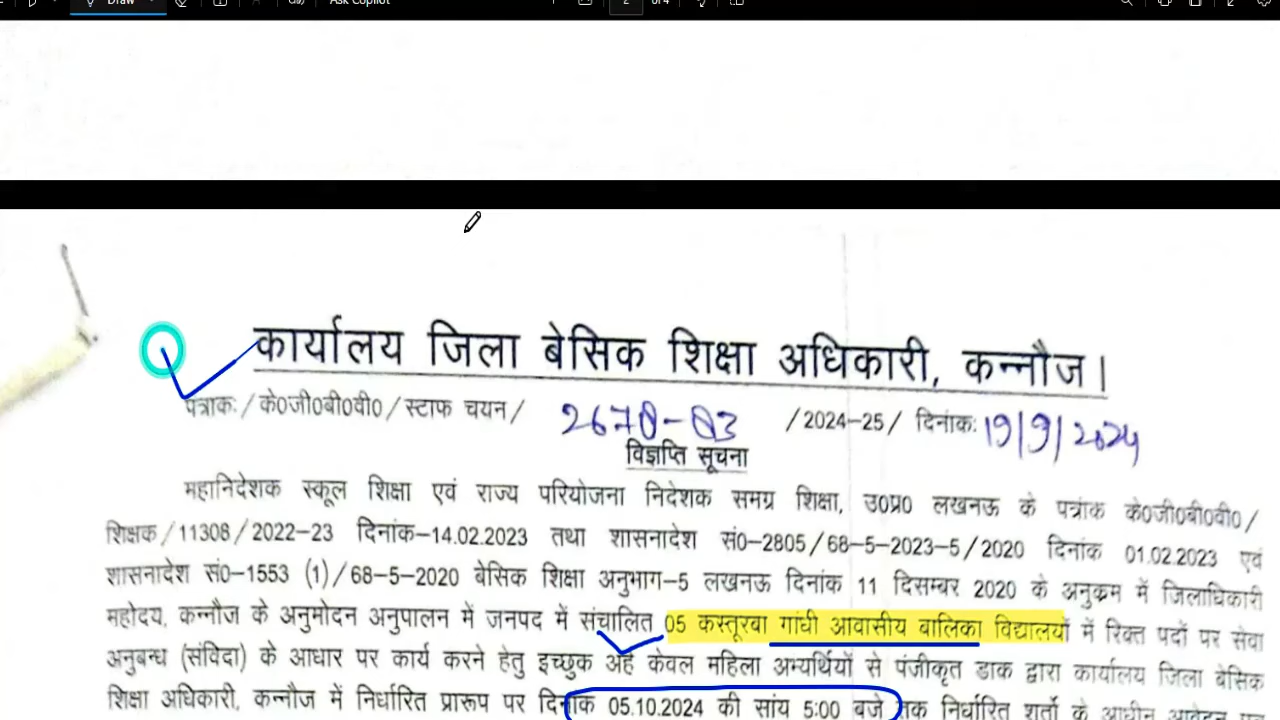 Draw
Ask Copilot
2 of 4
कार्यालय जिला बेसिक शिक्षा अधिकारी, कन्नौज।
पत्रांकः/के0जी0बी0वी0/स्टाफ चयन/ 2678-83 /2024-25/ दिनांकः 19/9/2024
विज्ञप्ति सूचना
महानिदेशक स्कूल शिक्षा एवं राज्य परियोजना निदेशक समग्र शिक्षा, उ0प्र0 लखनऊ के पत्रांक के0जी0बी0वी0/
शिक्षक/11308/2022-23 दिनांक-14.02.2023 तथा शासनादेश सं0-2805/68-5-2023-5/2020 दिनांक 01.02.2023 एवं
शासनादेश सं0-1553 (1)/68-5-2020 बेसिक शिक्षा अनुभाग-5 लखनऊ दिनांक 11 दिसम्बर 2020 के अनुक्रम में जिलाधिकारी
महोदय, कन्नौज के अनुमोदन अनुपालन में जनपद में संचालित 05 कस्तूरबा गांधी आवासीय बालिका विद्यालयों में रिक्त पदों पर सेवा
अनुबन्ध (संविदा) के आधार पर कार्य करने हेतु इच्छुक अर्ह केवल महिला अभ्यर्थियों से पंजीकृत डाक द्वारा कार्यालय जिला बेसिक
शिक्षा अधिकारी, कन्नौज में निर्धारित प्रारूप पर दिनांक 05.10.2024 की सांय 5:00 बजे तक निर्धारित शर्तों के आधीन